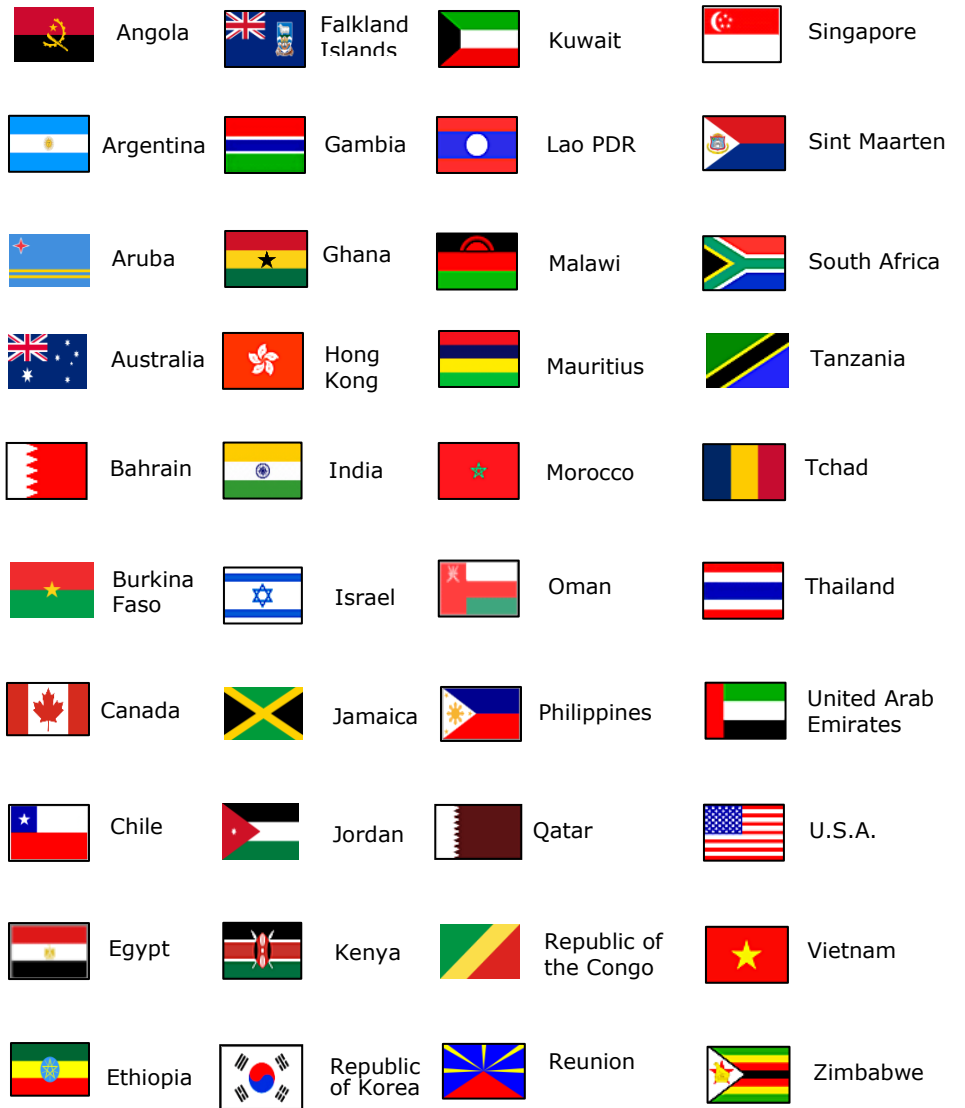 Angola
Falkland
Islands
Kuwait
Singapore
Argentina
Gambia
Lao PDR
Sint Maarten
Aruba
Ghana
Malawi
South Africa
Australia
Hong
Kong
Mauritius
Tanzania
Bahrain
India
Morocco
Tchad
Burkina
Faso
Israel
Oman
Thailand
Canada
Jamaica
Philippines
United Arab
Emirates
Chile
Jordan
Qatar
U.S.A.
Egypt
Kenya
Republic of
the Congo
Vietnam
Ethiopia
Republic
of Korea
Reunion
Zimbabwe